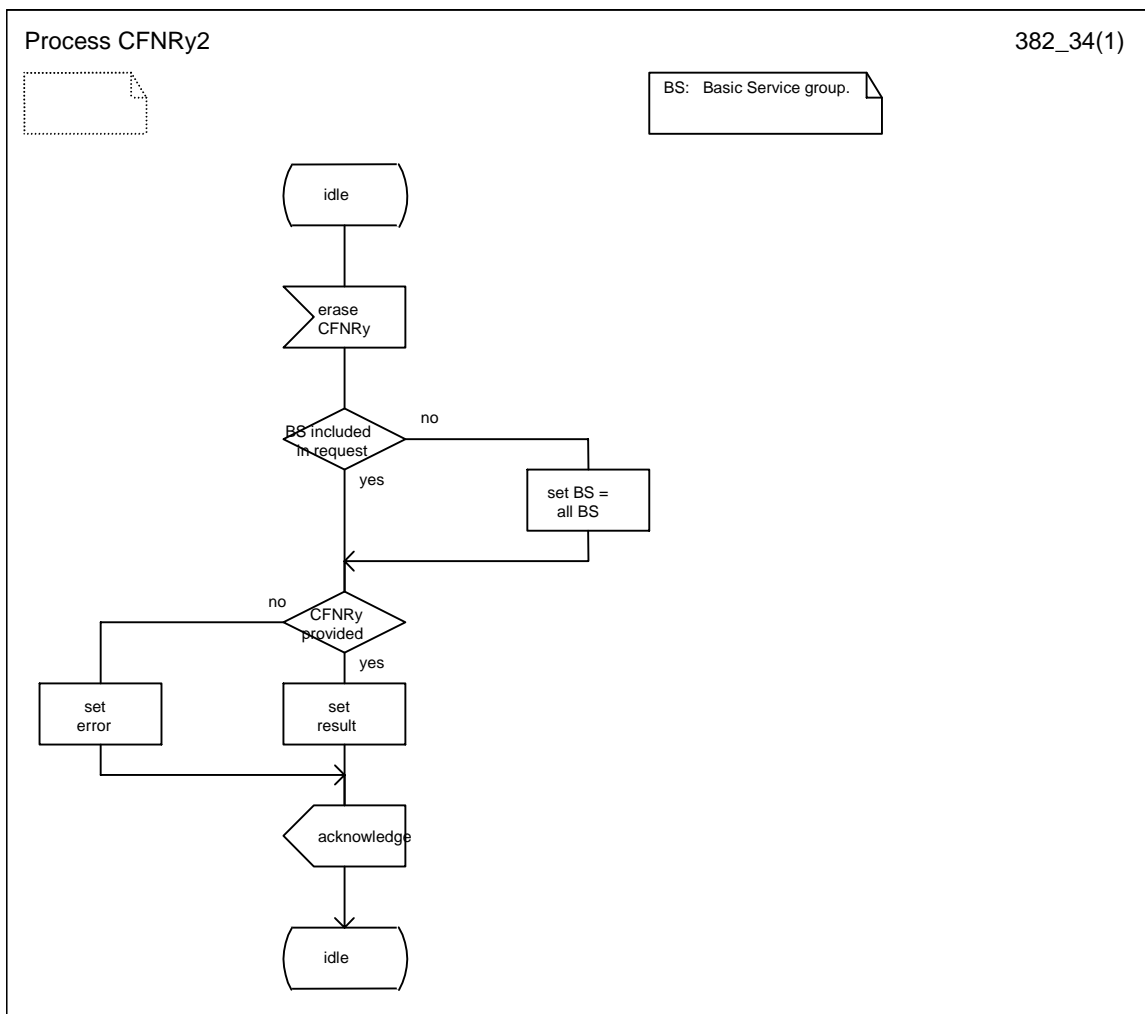 Process CFNRy2
382_34(1)
BS: Basic Service group.
idle
erase
CFNRy
BS included
in request
no
yes
set BS =
all BS
no
CFNRy
provided
yes
set
error
set
result
acknowledge
idle